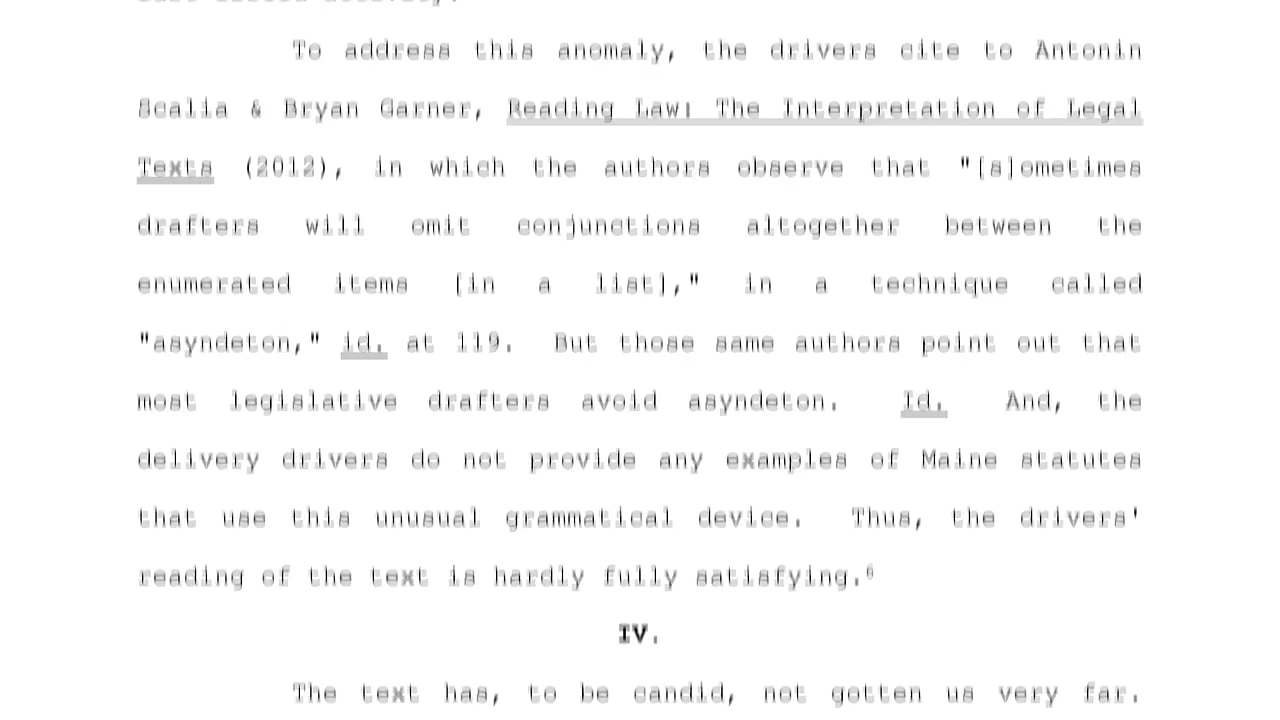 To address this anomaly, the drivers cite to Antonin
Scalia & Bryan Garner, Reading Law: The Interpretation of Legal
Texts (2012), in which the authors observe that "[s]ometimes
drafters will omit conjunctions altogether between the
enumerated items [in a list]," in a technique called
"asyndeton," id. at 119. But those same authors point out that
most legislative drafters avoid asyndeton. Id. And, the
delivery drivers do not provide any examples of Maine statutes
that use this unusual grammatical device. Thus, the drivers'
reading of the text is hardly fully satisfying.6
IV.
The text has, to be candid, not gotten us very far.